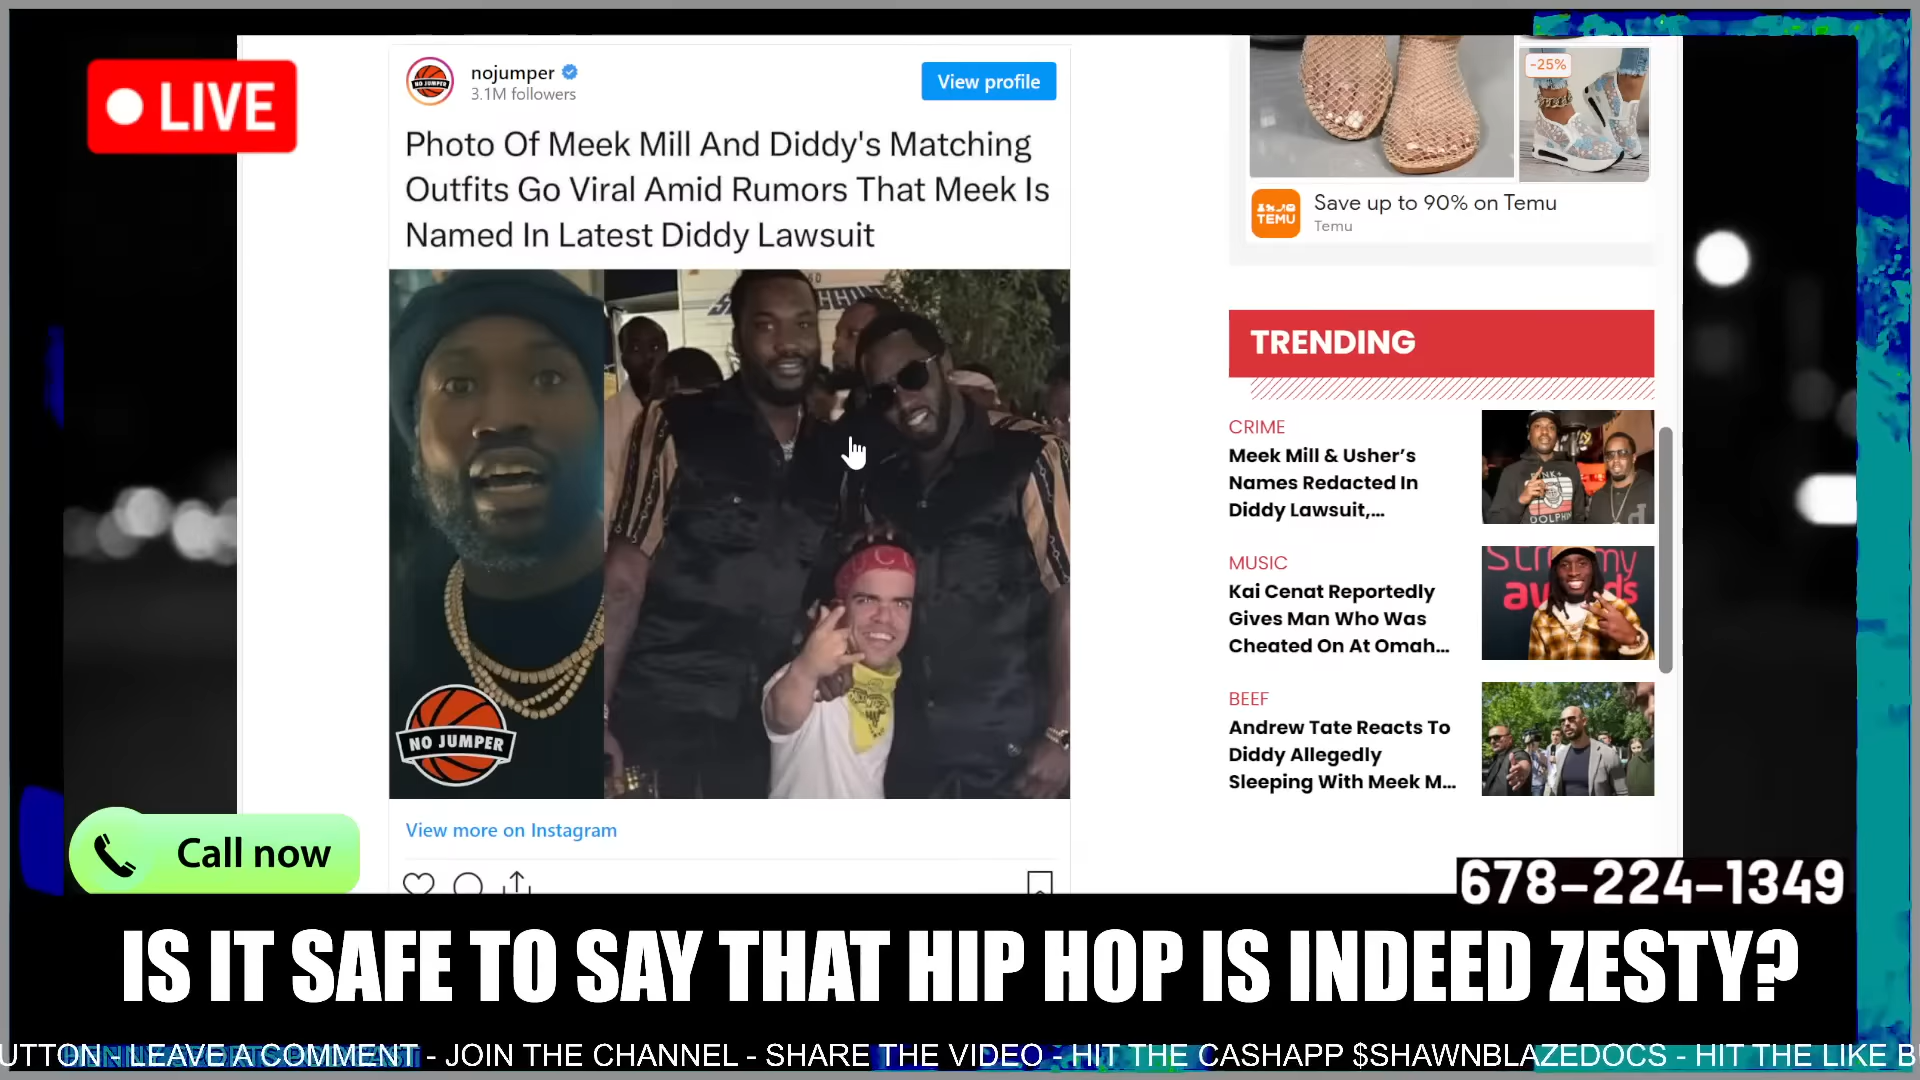 LIVE
nojumper
3.1M followers
View profile
Photo Of Meek Mill And Diddy's Matching
Outfits Go Viral Amid Rumors That Meek Is
Named In Latest Diddy Lawsuit
NO JUMPER
View more on Instagram
-25%
TEMU
Save up to 90% on Temu
Temu
TRENDING
CRIME
Meek Mill & Usher’s
Names Redacted In
Diddy Lawsuit,...
MUSIC
Kai Cenat Reportedly
Gives Man Who Was
Cheated On At Omah...
BEEF
Andrew Tate Reacts To
Diddy Allegedly
Sleeping With Meek M...
Call now
678-224-1349
IS IT SAFE TO SAY THAT HIP HOP IS INDEED ZESTY?
UTTON - LEAVE A COMMENT - JOIN THE CHANNEL - SHARE THE VIDEO - HIT THE CASHAPP $SHAWNBLAZEDOCS - HIT THE LIKE B